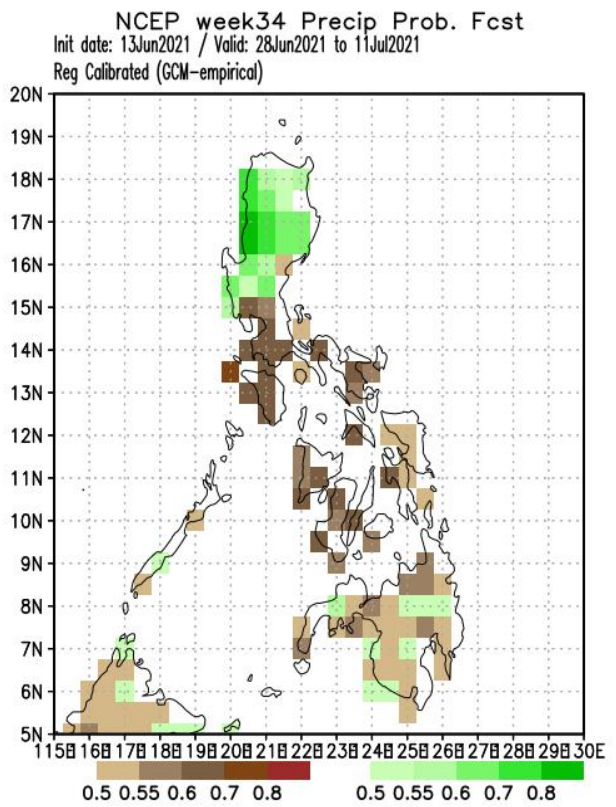 NCEP week34 Precip Prob. Fcst
Init date: 13Jun2021 / Valid: 28Jun2021 to 11Jul2021
Reg Calibrated (GCM-empirical)
20N
19N
18N
17N
16N
15N
14N
13N
12N
11N
10N
9N
8N
7N
6N
5N
115E 116E 117E 118E 119E 120E 121E 122E 123E 124E 125E 126E 127E 128E 129E 130E
0.5 0.55 0.6 0.7 0.8 0.5 0.55 0.6 0.7 0.8